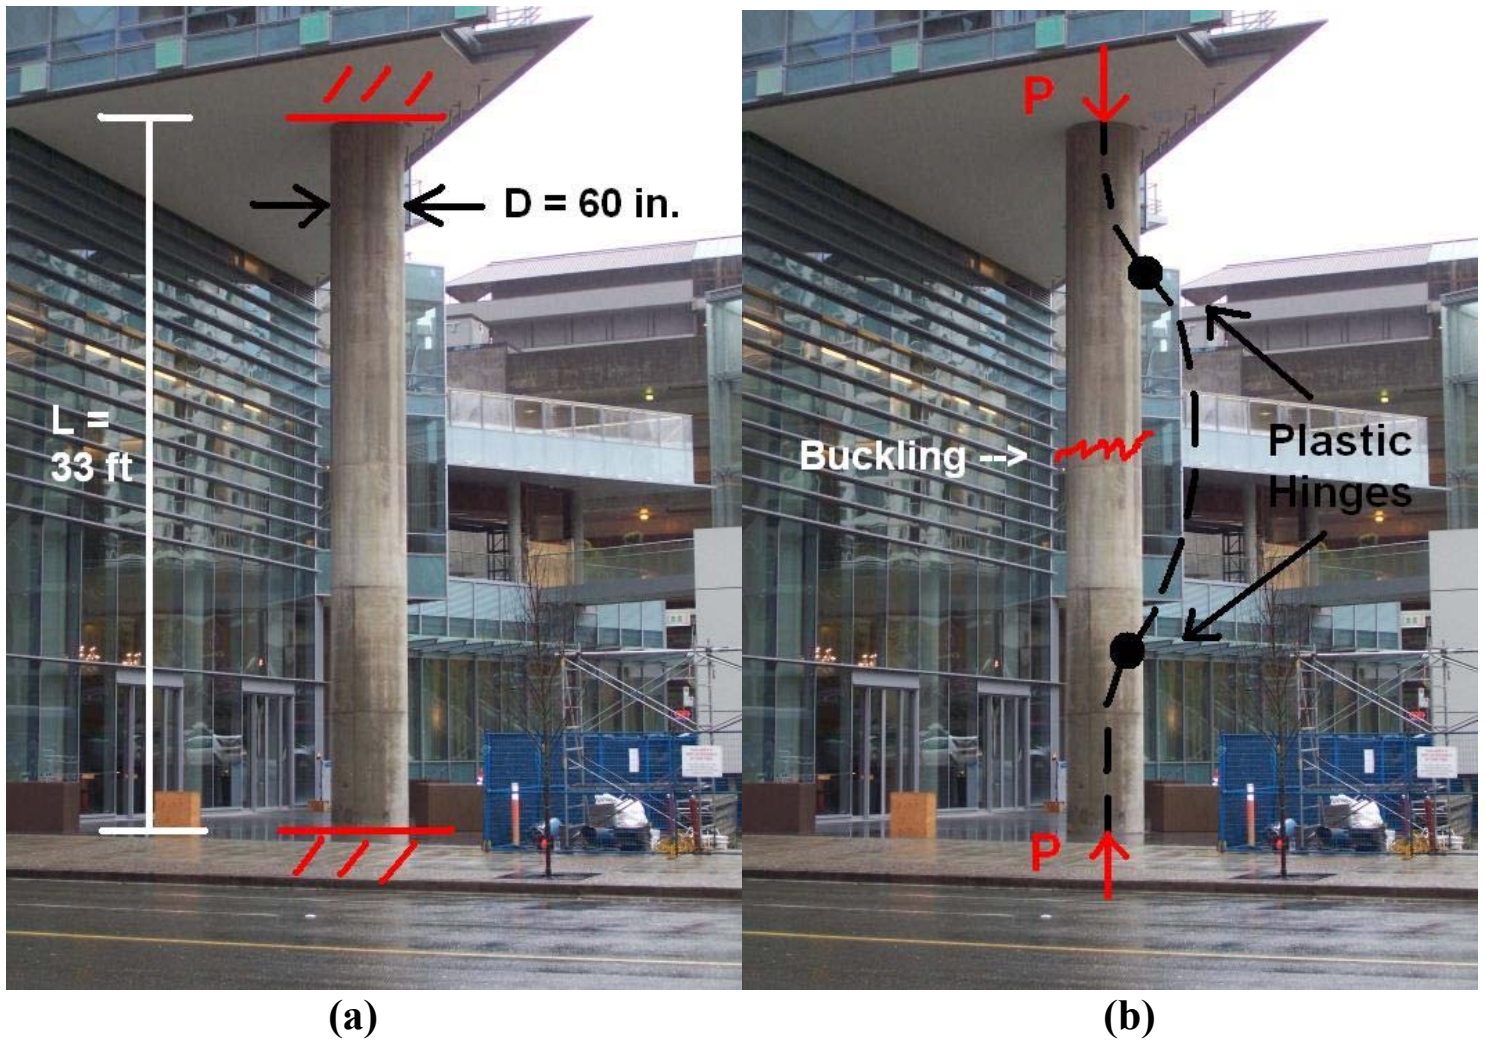 D = 60 in.
L =
33 ft
(a)
P
Buckling -->
Plastic
Hinges
P
(b)